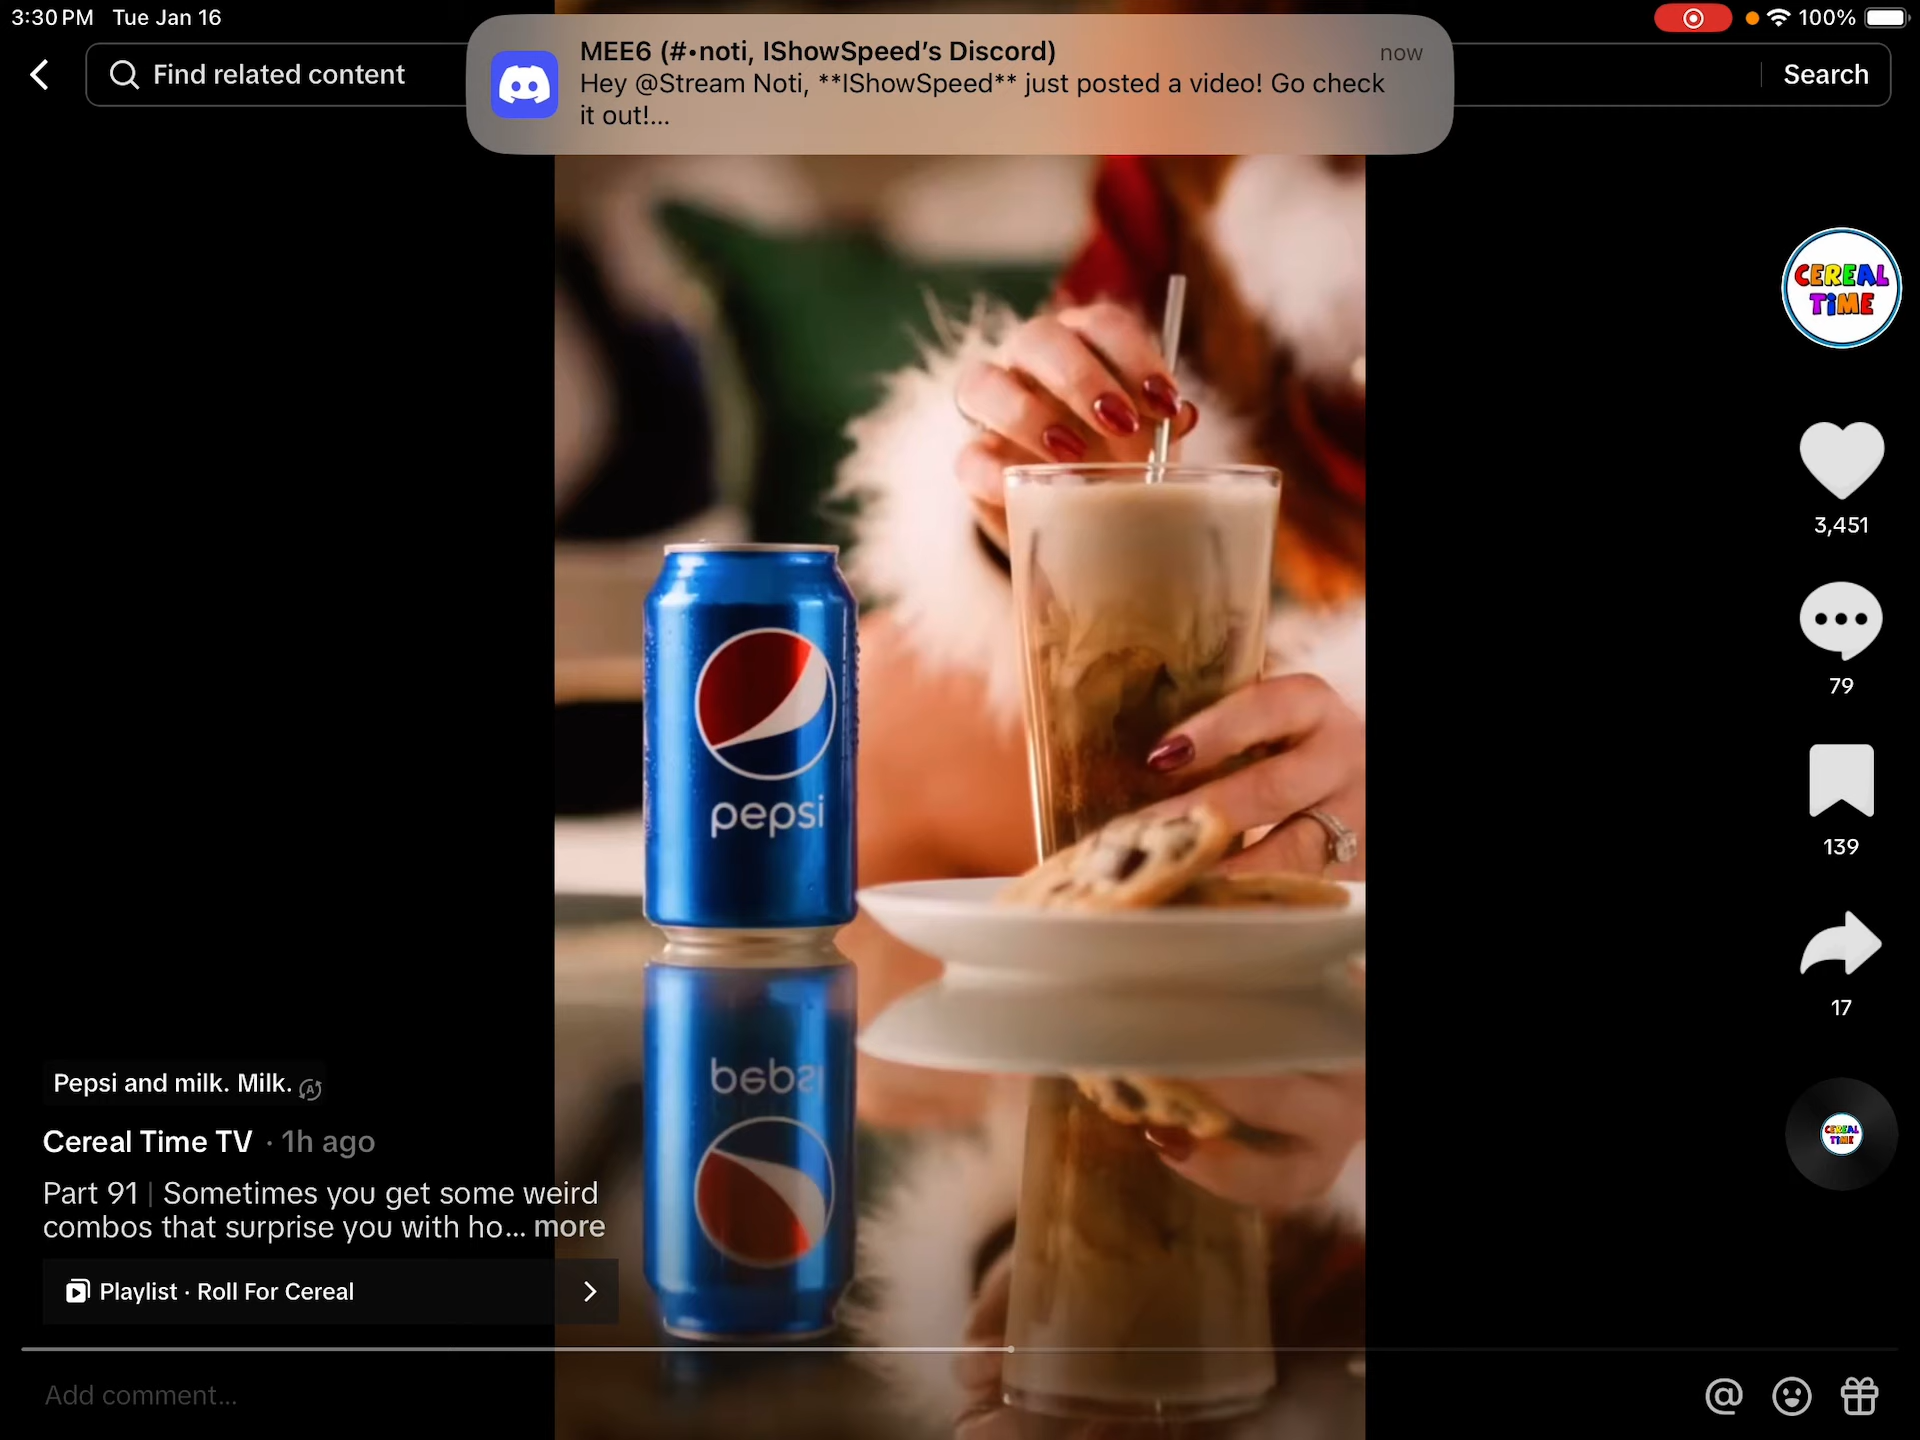 3:30 PM Tue Jan 16
100%
Find related content
Search
MEE6 (#•noti, IShowSpeed's Discord)
now
Hey @Stream Noti, **IShowSpeed** just posted a video! Go check
it out!...
CEREAL
TiME
3,451
79
139
17
pepsi
pepsi
Pepsi and milk. Milk.
Cereal Time TV · 1h ago
Part 91 | Sometimes you get some weird
combos that surprise you with ho... more
Playlist · Roll For Cereal
CEREAL
TiME
Add comment...